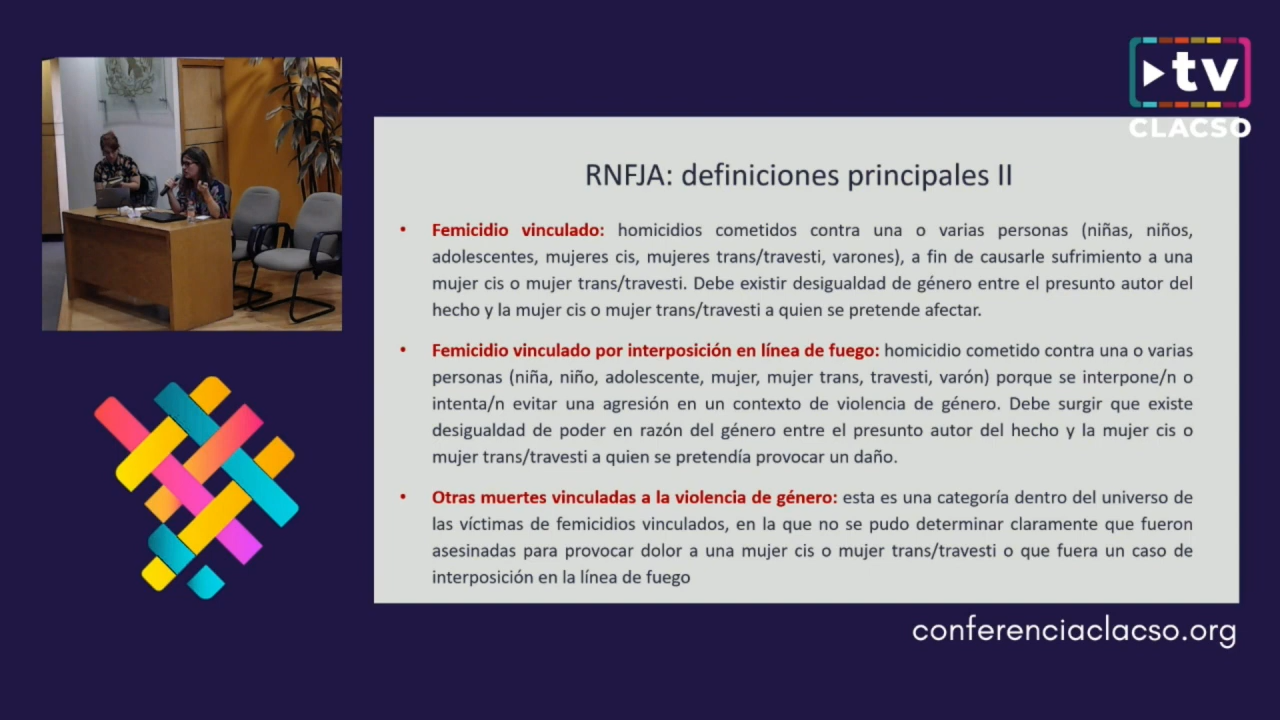 tv
CLACSO
RNFJA: definiciones principales II
• Femicidio vinculado: homicidios cometidos contra una o varias personas (niñas, niños,
adolescentes, mujeres cis, mujeres trans/travesti, varones), a fin de causarle sufrimiento a una
mujer cis o mujer trans/travesti. Debe existir desigualdad de género entre el presunto autor del
hecho y la mujer cis o mujer trans/travesti a quien se pretende afectar.
• Femicidio vinculado por interposición en línea de fuego: homicidio cometido contra una o varias
personas (niña, niño, adolescente, mujer, mujer trans, travesti, varón) porque se interpone/n o
intenta/n evitar una agresión en un contexto de violencia de género. Debe surgir que existe
desigualdad de poder en razón del género entre el presunto autor del hecho y la mujer cis o
mujer trans/travesti a quien se pretendía provocar un daño.
• Otras muertes vinculadas a la violencia de género: esta es una categoría dentro del universo de
las víctimas de femicidios vinculados, en la que no se pudo determinar claramente que fueron
asesinadas para provocar dolor a una mujer cis o mujer trans/travesti o que fuera un caso de
interposición en la línea de fuego
conferenciaclacso.org